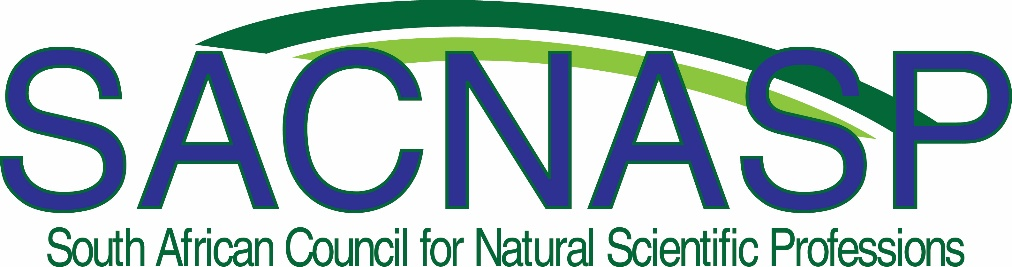 SACNASP
South African Council for Natural Scientific Professions